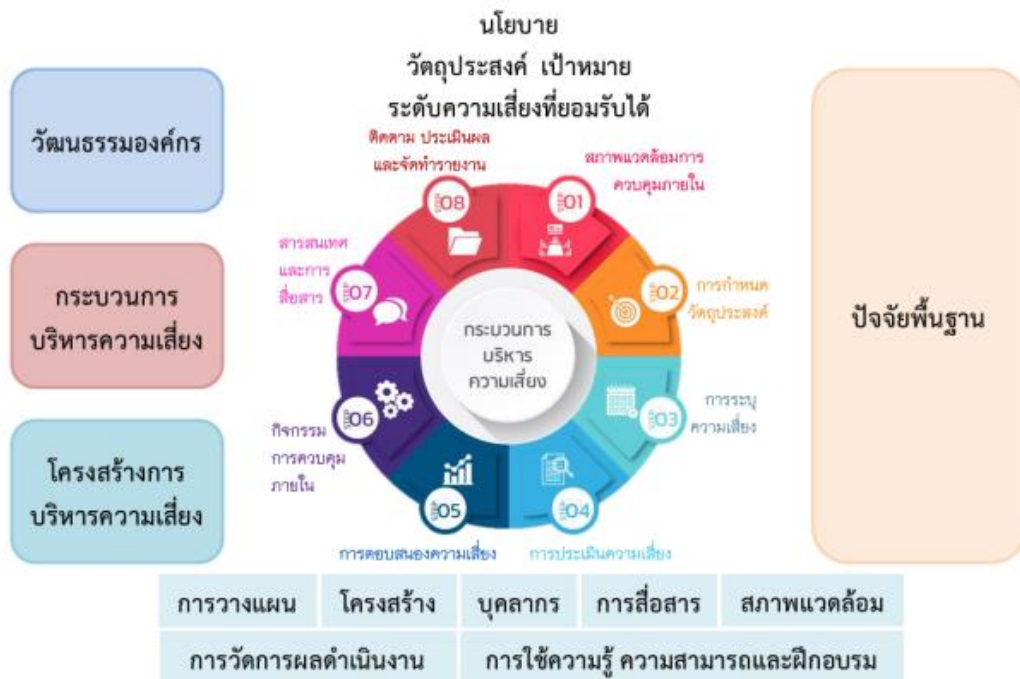 นโยบาย
วัตถุประสงค์ เป้าหมาย
ระดับความเสี่ยงที่ยอมรับได้
วัฒนธรรมองค์กร
กระบวนการ
บริหารความเสี่ยง
โครงสร้างการ
บริหารความเสี่ยง
สภาพแวดล้อมการ
ควบคุมภายใน
STEP 01
การกำหนด
วัตถุประสงค์
STEP 02
การระบุ
ความเสี่ยง
STEP 03
การประเมินความเสี่ยง
STEP 04
การตอบสนองความเสี่ยง
STEP 05
กิจกรรม
การควบคุม
ภายใน
STEP 06
สารสนเทศ
และการ
สื่อสาร
STEP 07
ติดตาม ประเมินผล
และจัดทำรายงาน
STEP 08
กระบวนการ
บริหาร
ความเสี่ยง
ปัจจัยพื้นฐาน
การวางแผน
โครงสร้าง
บุคลากร
การสื่อสาร
สภาพแวดล้อม
การวัดการผลดำเนินงาน
การใช้ความรู้ ความสามารถและฝึกอบรม